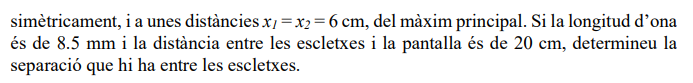 simètricament, i a unes distàncies x₁ = x₂ = 6 cm, del màxim principal. Si la longitud d’ona
és de 8.5 mm i la distància entre les escletxes i la pantalla és de 20 cm, determineu la
separació que hi ha entre les escletxes.